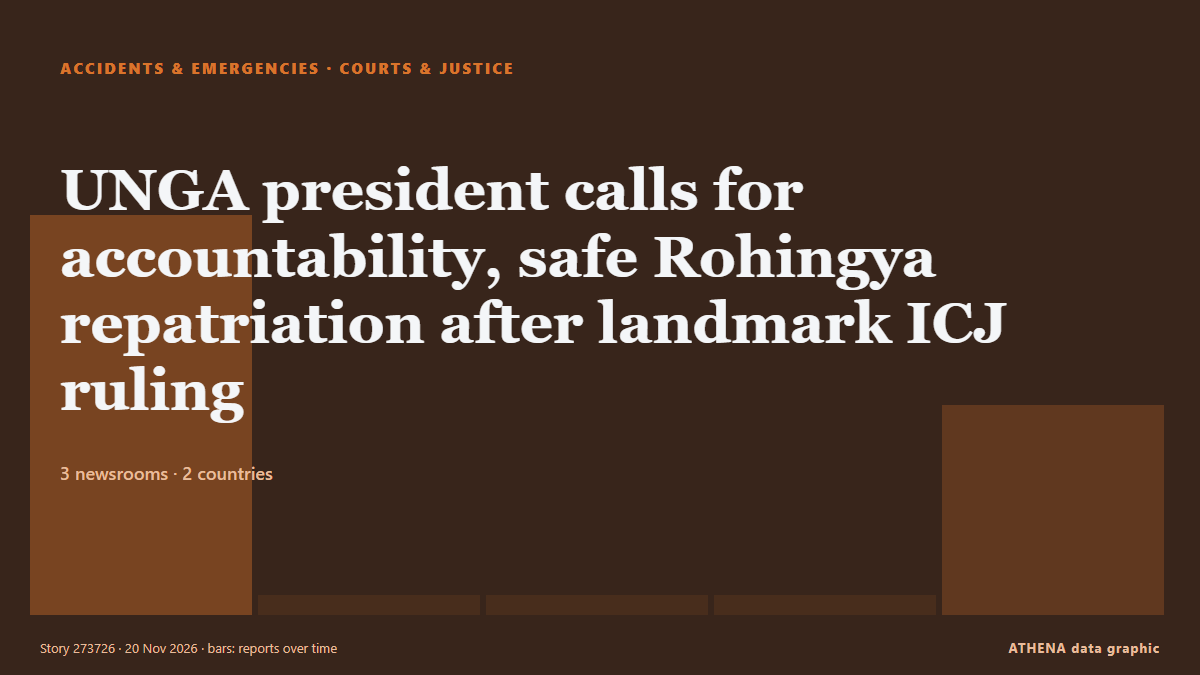 ACCIDENTS & EMERGENCIES · COURTS & JUSTICE
UNGA president calls for
accountability, safe Rohingya
repatriation after landmark ICJ
ruling
3 newsrooms · 2 countries
Story 273726 · 20 Nov 2026 · bars: reports over time
ATHENA data graphic